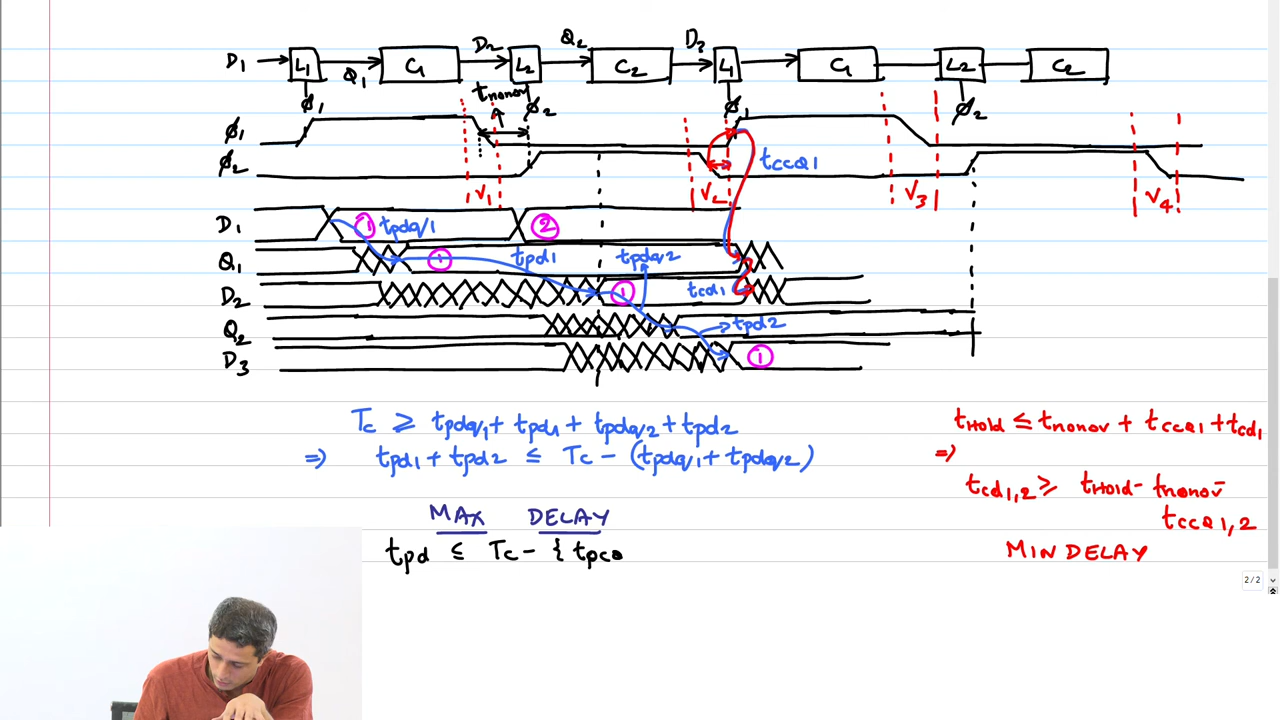 D1 L1 Q1 C1 D2 L2 Q2 C2 D3 L1 C1 L2 C2
ϕ1 tnonov ϕ2 ϕ1 ϕ2
ϕ1
ϕ2 tCCQ1
V1 V2 V3 V4
D1 ① tpdq1 ②
Q1 ① tpd1 tpdq2
D2 ① tcd1
Q2 tpd2
D3 ①
Tc ≥ tpdq1 + tpd1 + tpdq2 + tpd2
⇒ tpd1 + tpd2 ≤ Tc - (tpdq1 + tpdq2)
tHold ≤ tnonov + tCCQ1 + tcd1
⇒
tcd1,2 ≥ tHold - tnonov -
tCCQ1,2
MIN DELAY
MAX DELAY
tpd ≤ Tc - { tpc
2/2